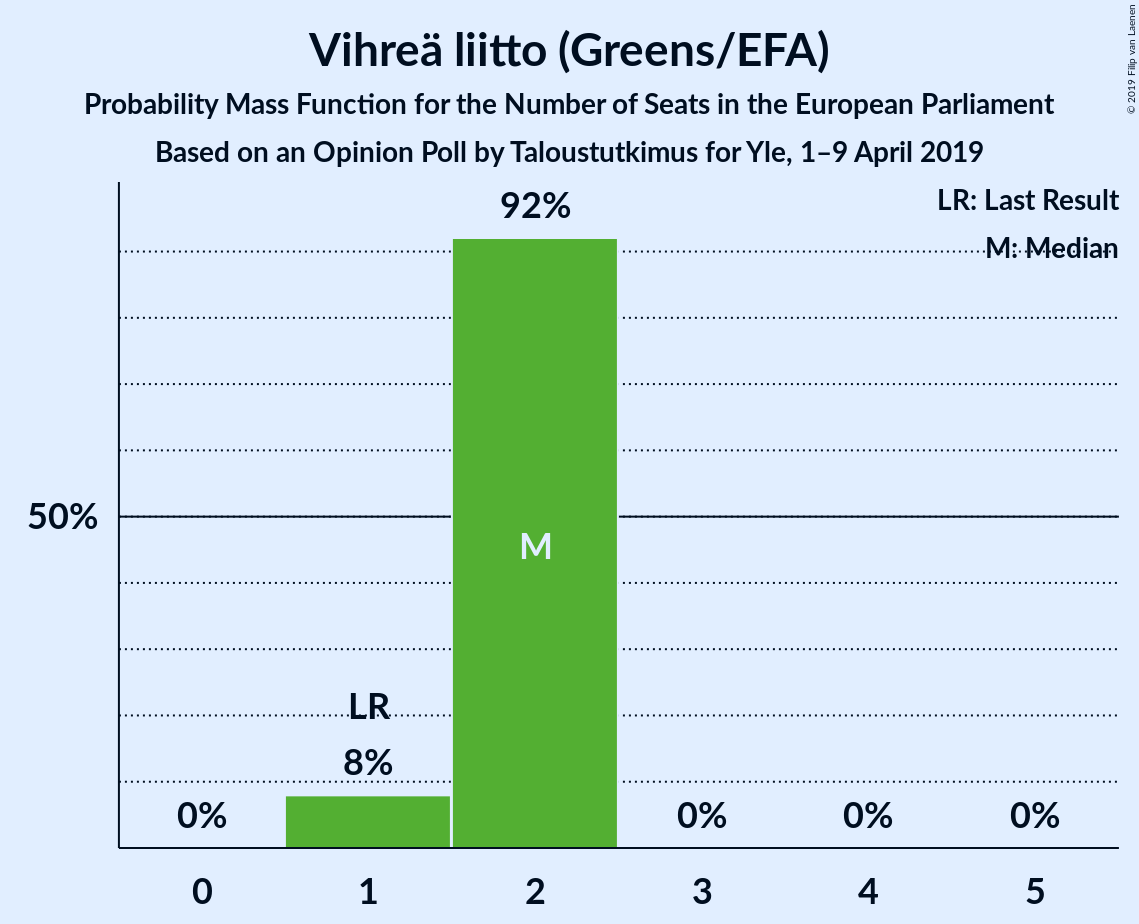 Vihreä liitto (Greens/EFA)
Probability Mass Function for the Number of Seats in the European Parliament
Based on an Opinion Poll by Taloustutkimus for Yle, 1–9 April 2019
© 2019 Filip van Laenen
LR: Last Result
M: Median
92%
50%
M
LR
8%
0%
0%
0%
0%
0
1
2
3
4
5